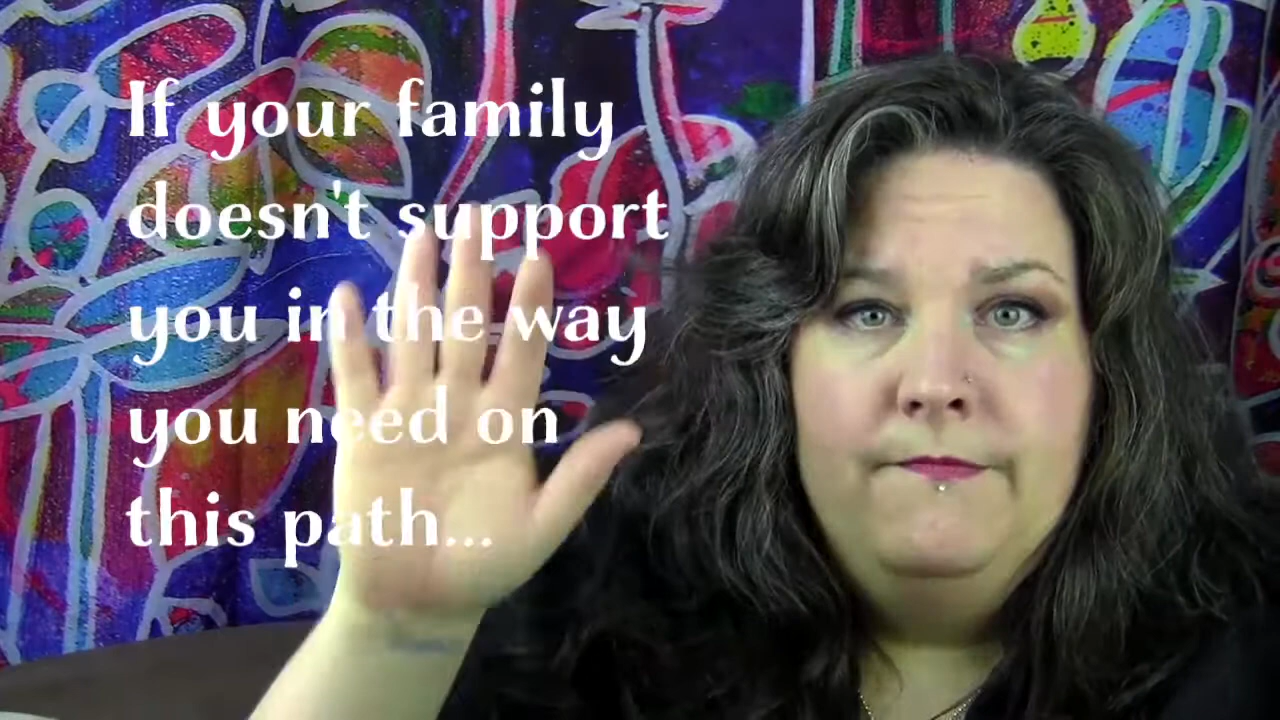 If your family
doesn't support
you in the way
you need on
this path...